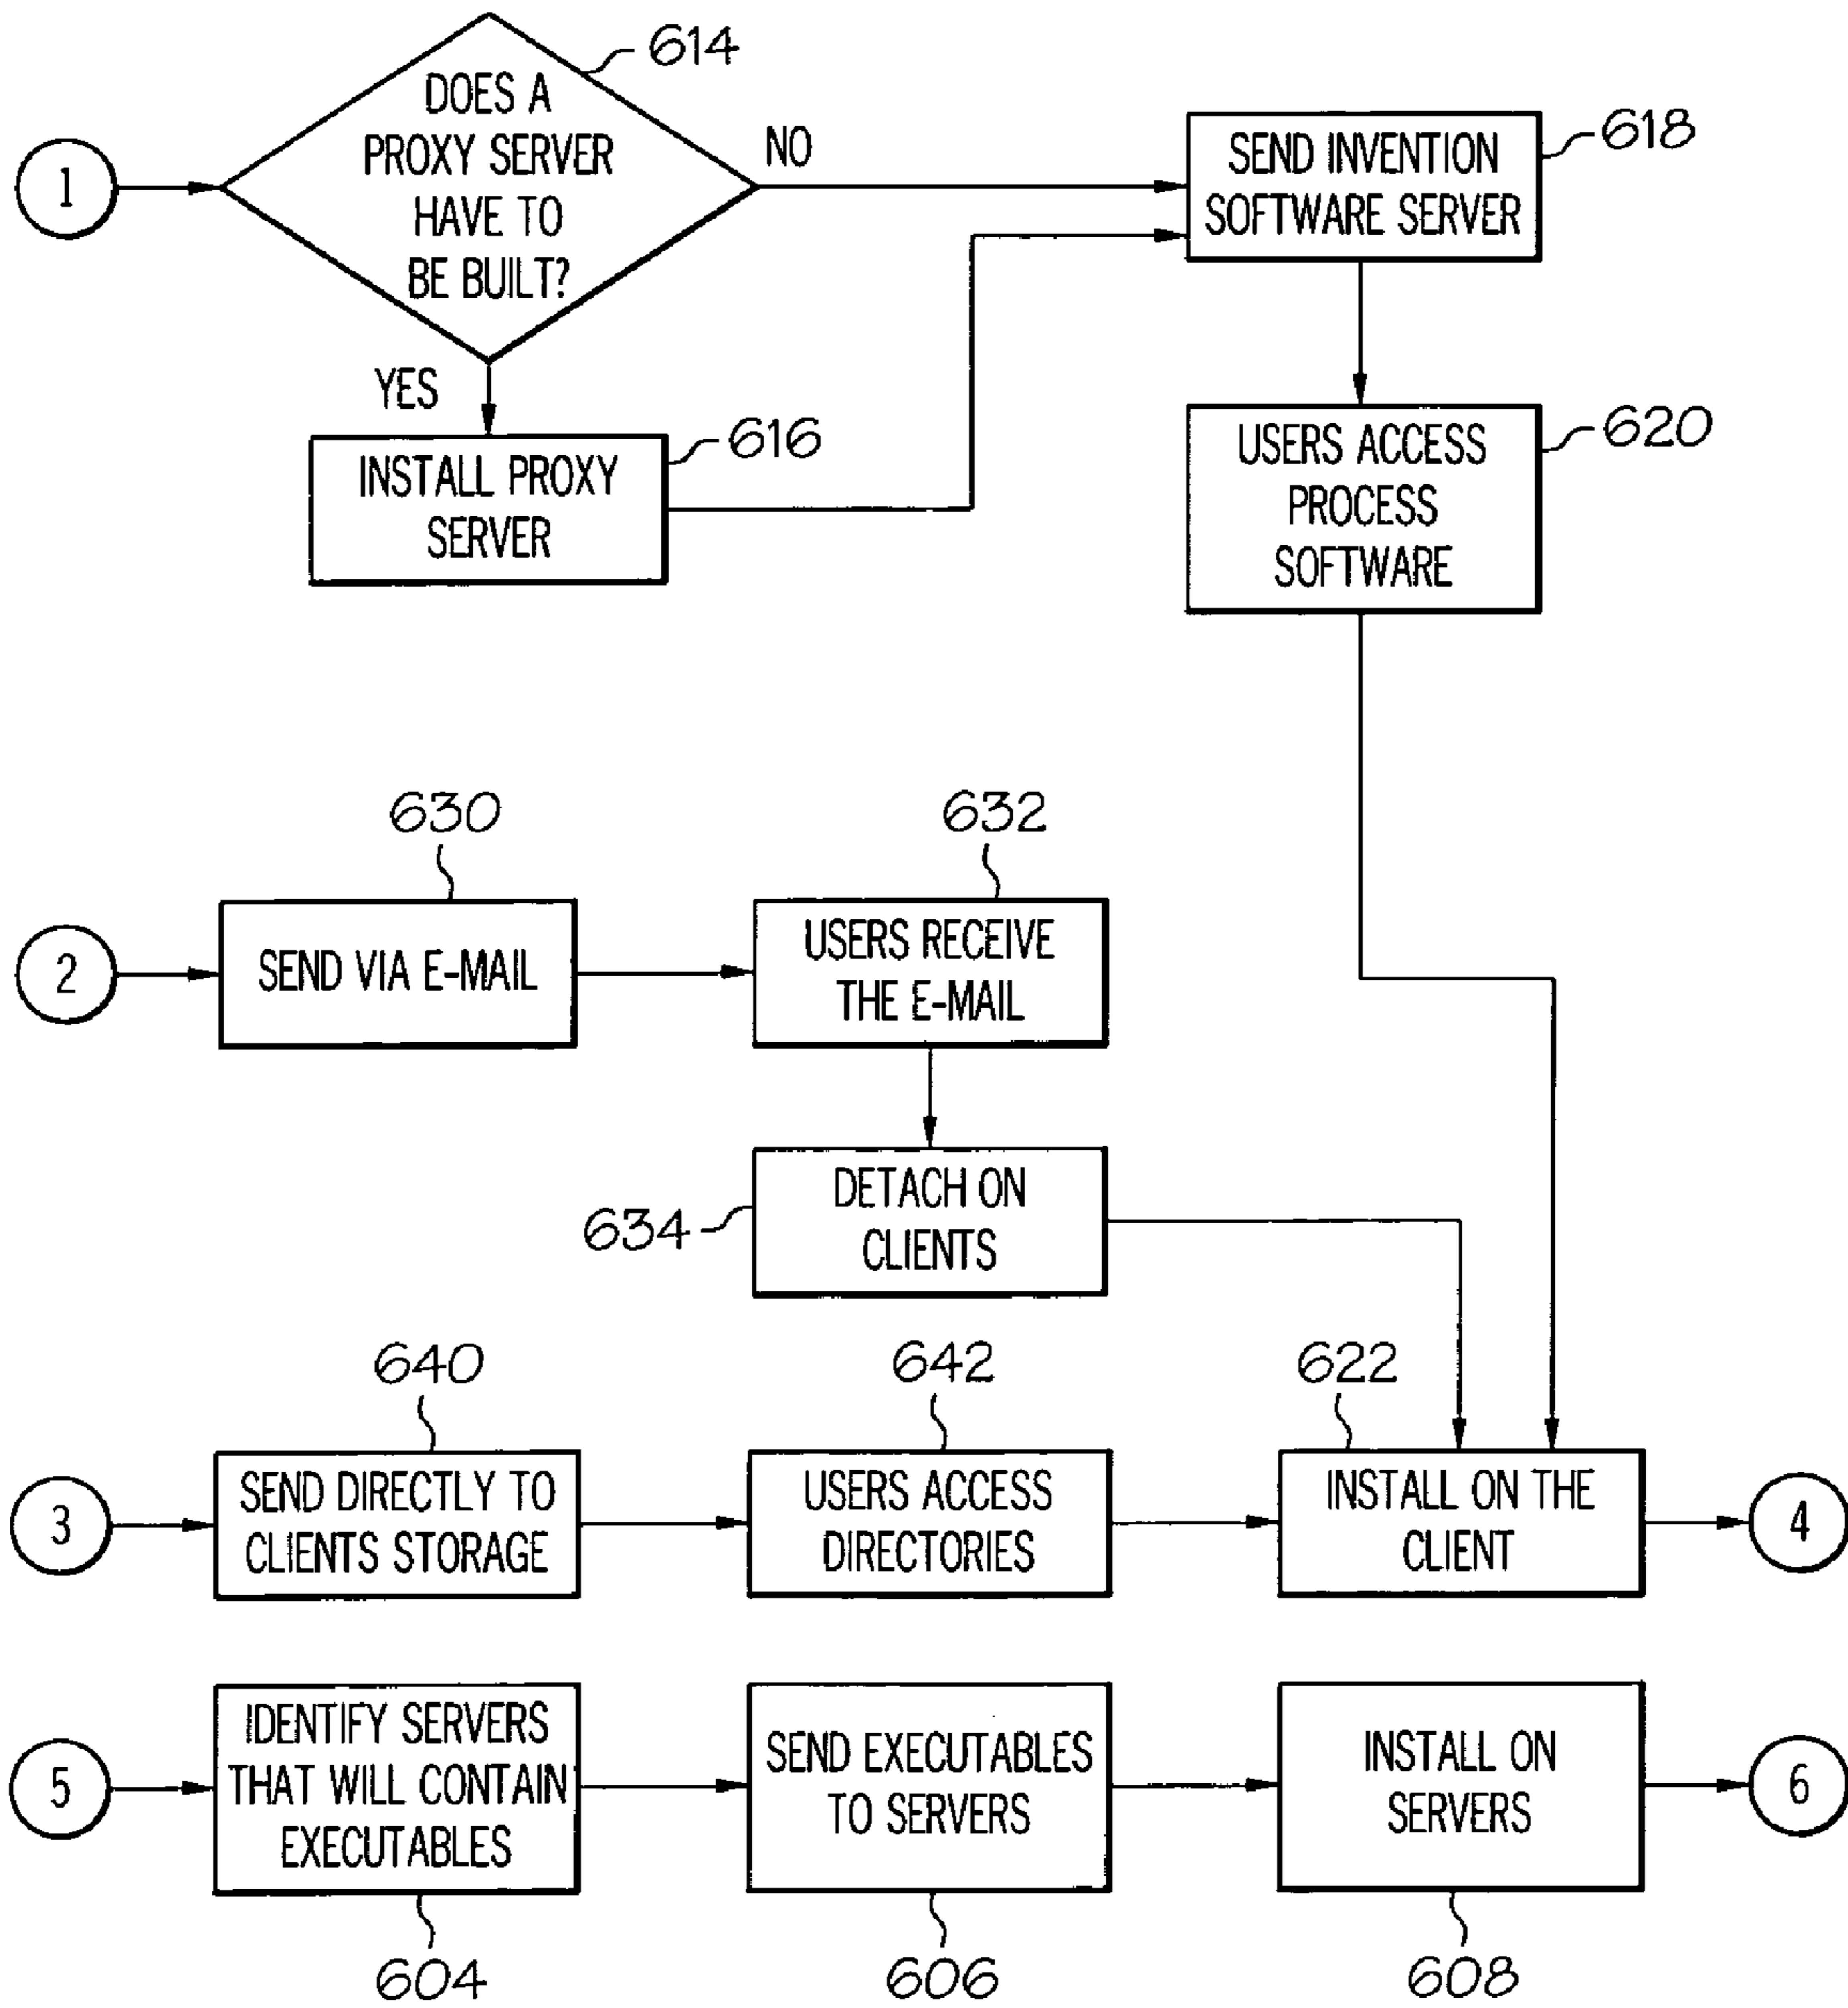 614
DOES A
PROXY SERVER
HAVE TO
BE BUILT?
1
NO
SEND INVENTION
SOFTWARE SERVER
618
YES
616
INSTALL PROXY
SERVER
USERS ACCESS
PROCESS
SOFTWARE
620
630
632
2
SEND VIA E-MAIL
USERS RECEIVE
THE E-MAIL
DETACH ON
CLIENTS
634
640
642
622
3
SEND DIRECTLY TO
CLIENTS STORAGE
USERS ACCESS
DIRECTORIES
INSTALL ON THE
CLIENT
4
5
IDENTIFY SERVERS
THAT WILL CONTAIN
EXECUTABLES
SEND EXECUTABLES
TO SERVERS
INSTALL ON
SERVERS
6
604
606
608